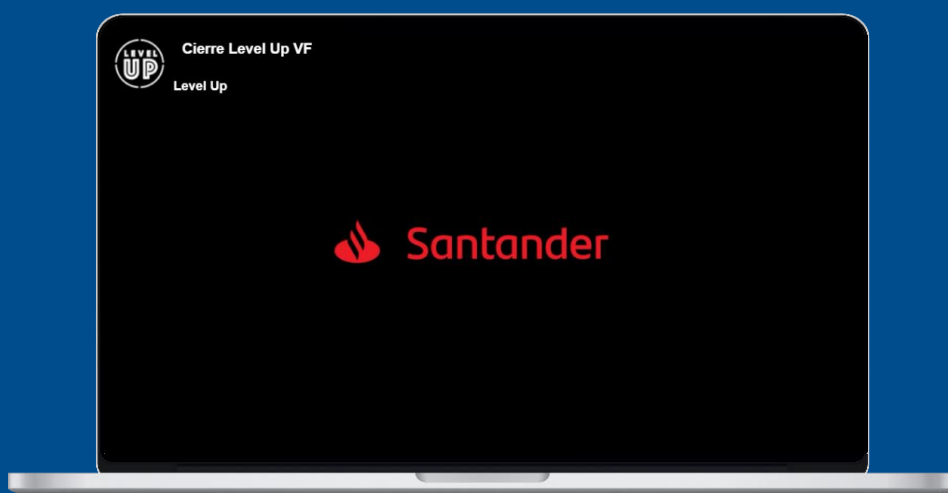 LEVEL
UP
Cierre Level Up VF
Level Up
Santander